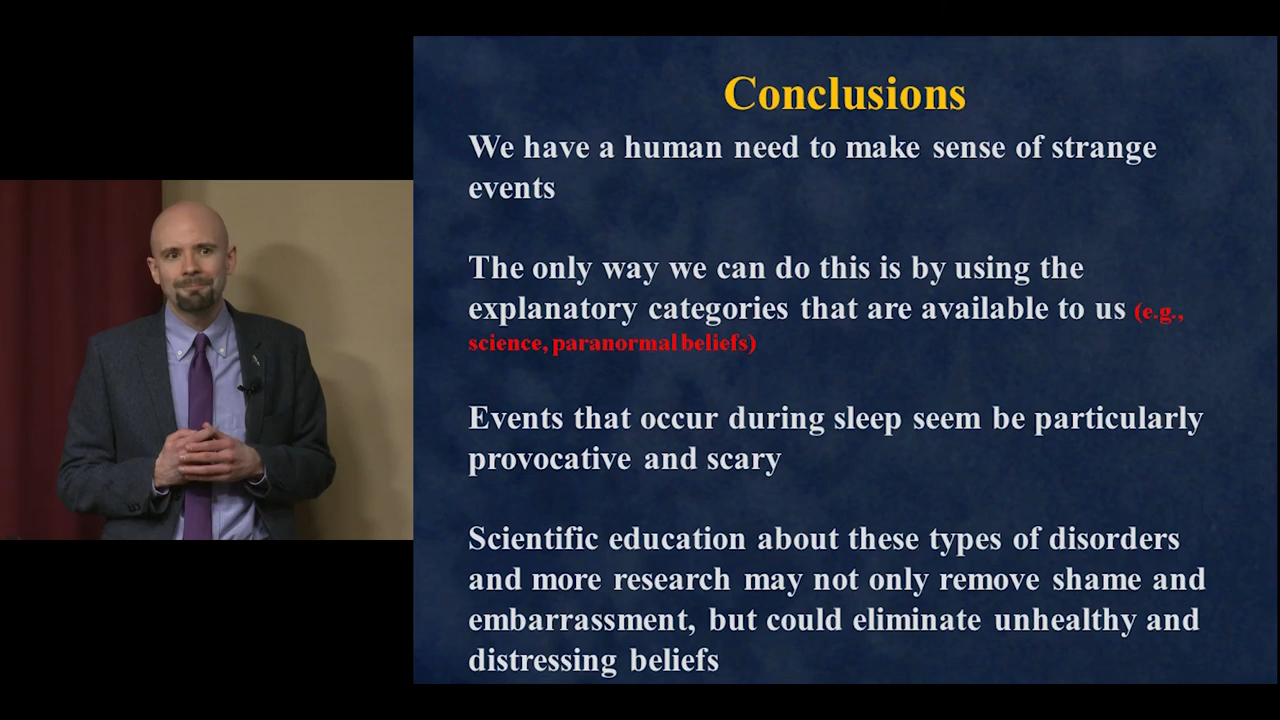 Conclusions
We have a human need to make sense of strange
events
The only way we can do this is by using the
explanatory categories that are available to us (e.g.,
science, paranormal beliefs)
Events that occur during sleep seem be particularly
provocative and scary
Scientific education about these types of disorders
and more research may not only remove shame and
embarrassment, but could eliminate unhealthy and
distressing beliefs